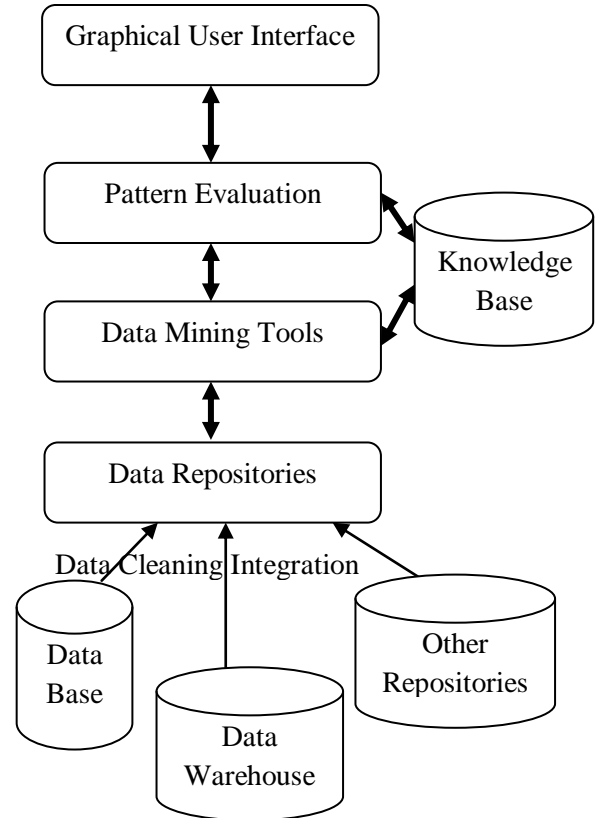 Graphical User Interface
Pattern Evaluation
Knowledge
Base
Data Mining Tools
Data Repositories
Data Cleaning Integration
Data
Base
Other
Repositories
Data
Warehouse